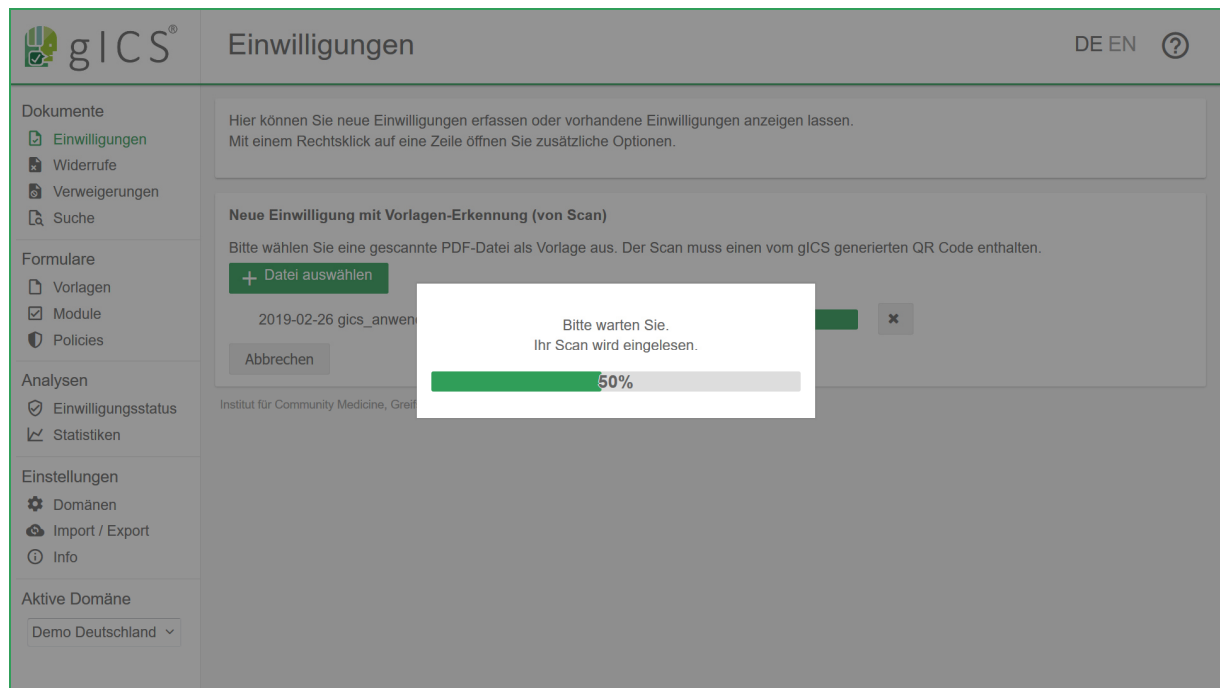 gICS®
Einwilligungen
DE EN
Dokumente
Einwilligungen
Widerrufe
Verweigerungen
Suche
Formulare
Vorlagen
Module
Policies
Analysen
Einwilligungsstatus
Statistiken
Einstellungen
Domänen
Import / Export
Info
Aktive Domäne
Demo Deutschland
Hier können Sie neue Einwilligungen erfassen oder vorhandene Einwilligungen anzeigen lassen.
Mit einem Rechtsklick auf eine Zeile öffnen Sie zusätzliche Optionen.
Neue Einwilligung mit Vorlagen-Erkennung (von Scan)
Bitte wählen Sie eine gescannte PDF-Datei als Vorlage aus. Der Scan muss einen vom gICS generierten QR Code enthalten.
Datei auswählen
2019-02-26
Abbrechen
Institut für Community Medicine,
Bitte warten Sie.
Ihr Scan wird eingelesen.
50%